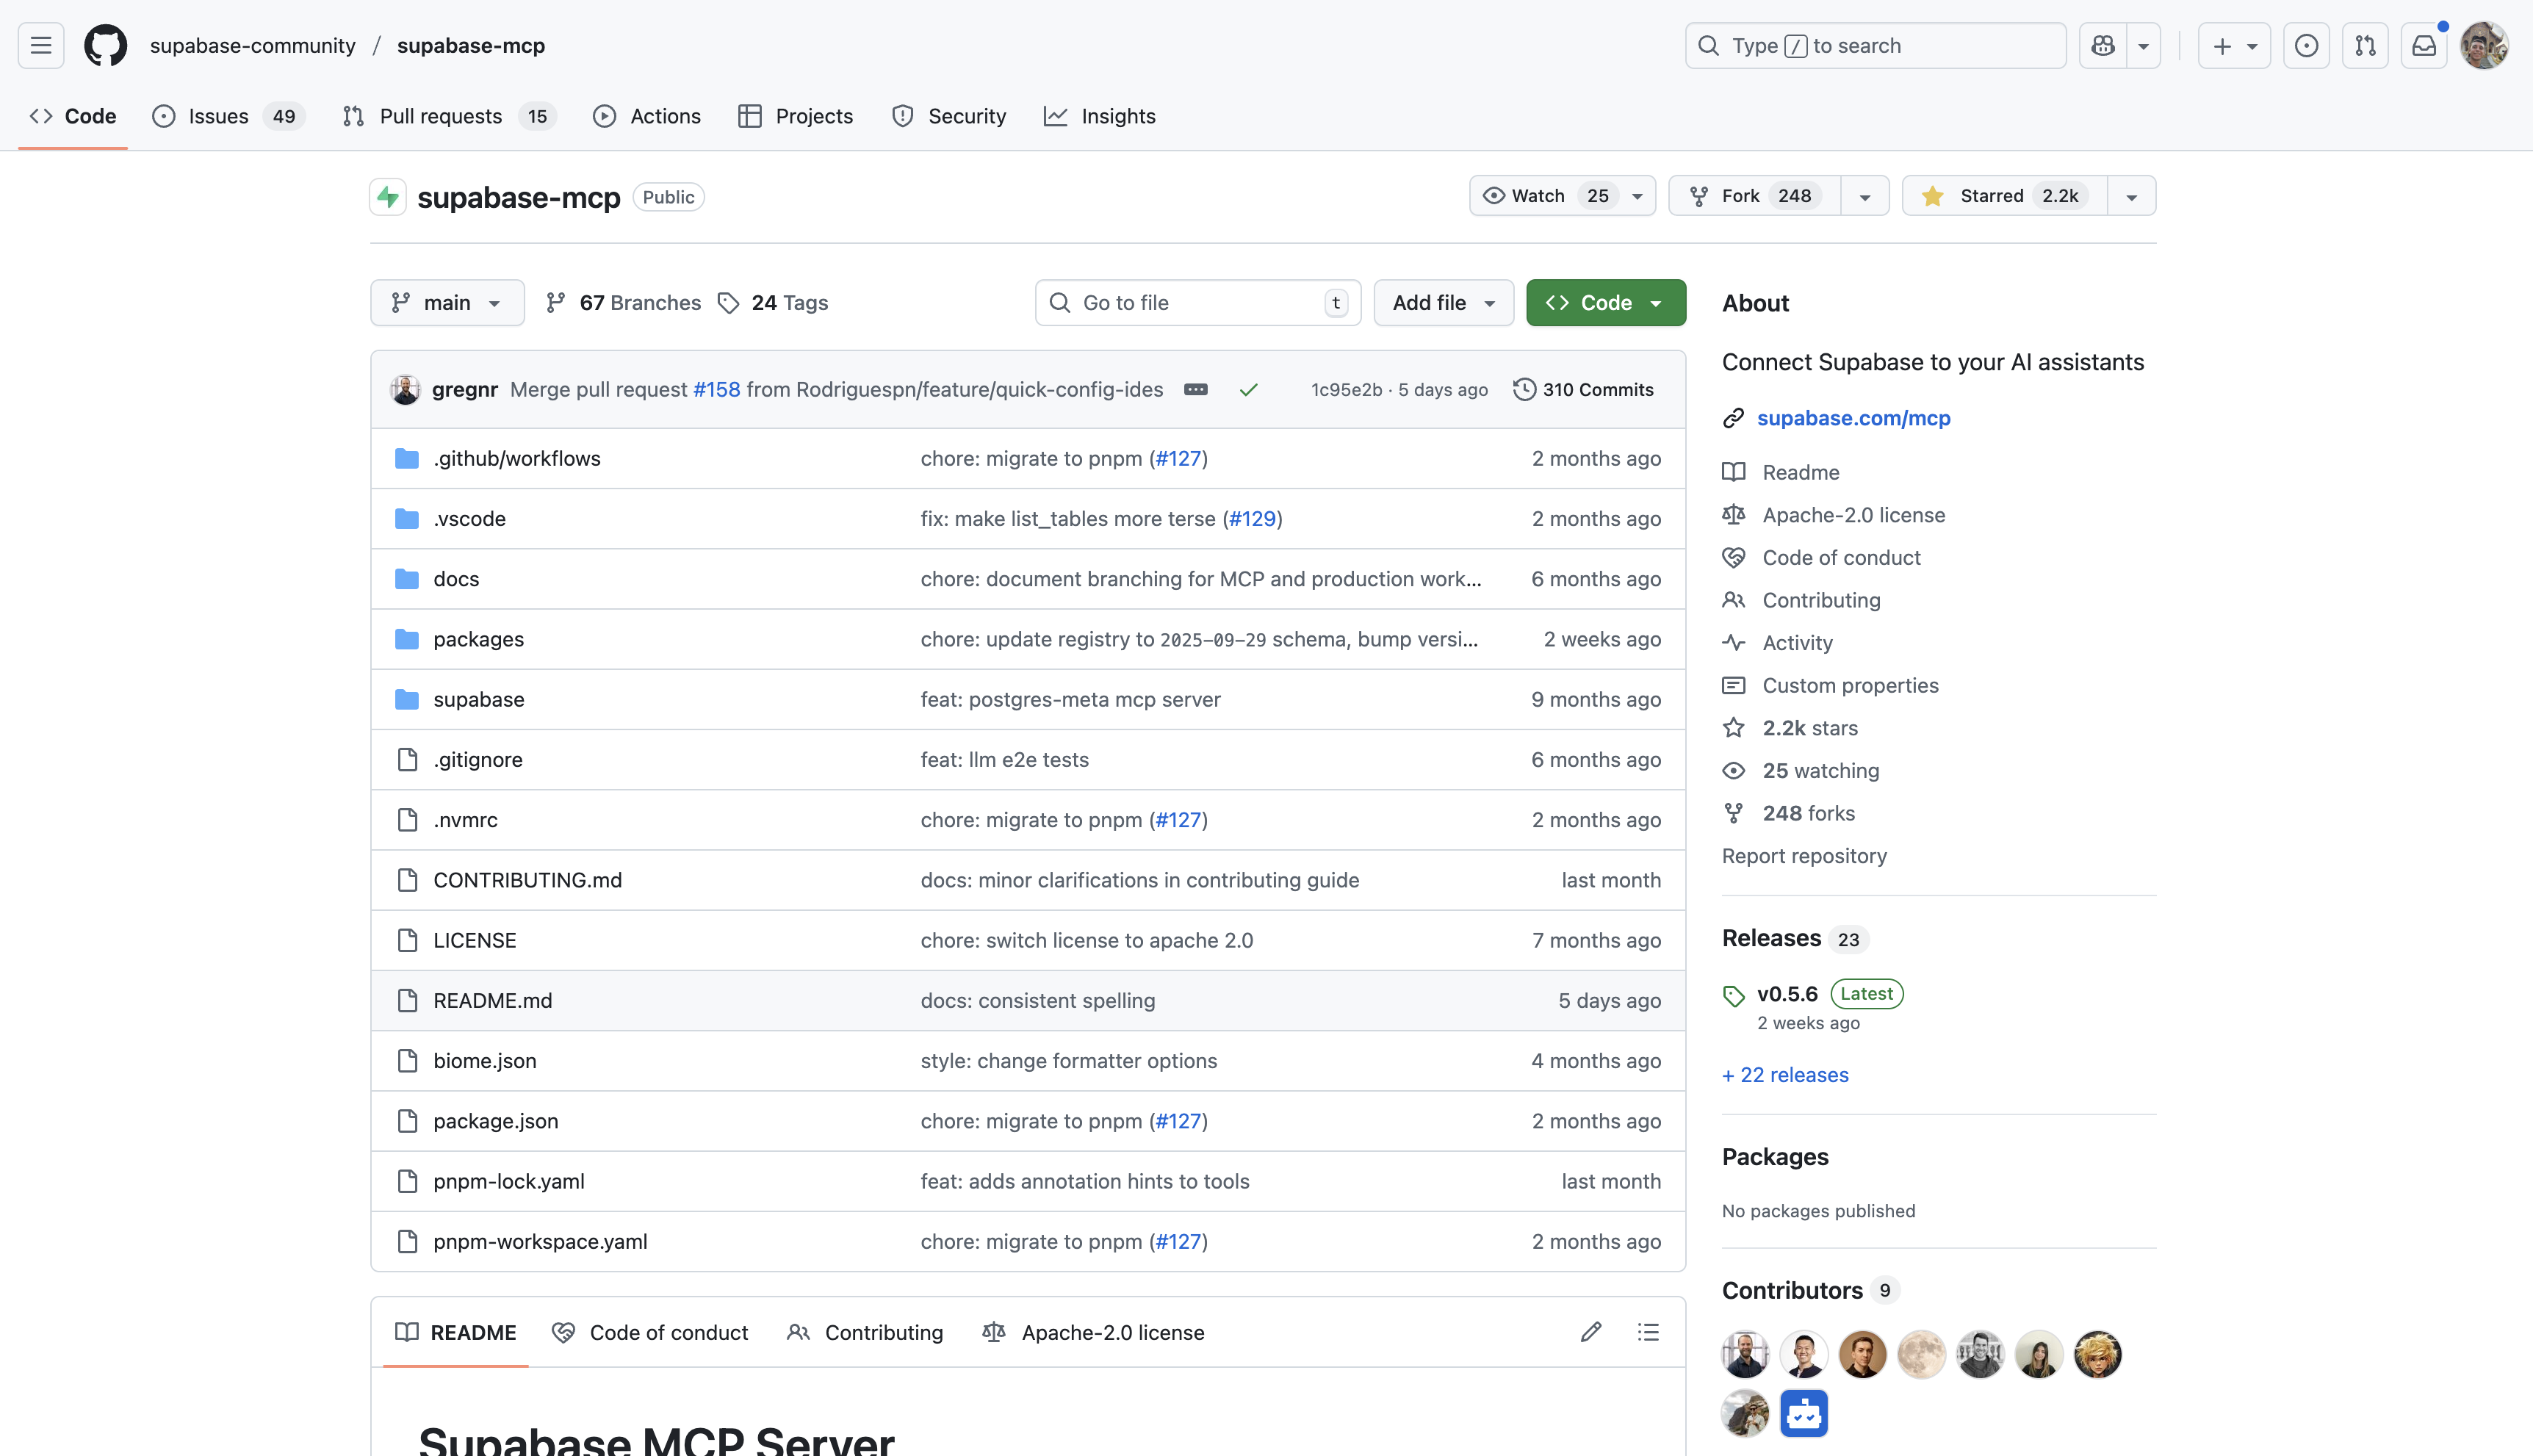 supabase-community / supabase-mcp
Type / to search
Code
Issues 49
Pull requests 15
Actions
Projects
Security
Insights
supabase-mcp Public
Watch 25
Fork 248
Starred 2.2k
main
67 Branches
24 Tags
Go to file t
Add file
Code
gregnr Merge pull request #158 from Rodriguespn/feature/quick-config-ides 1c95e2b · 5 days ago 310 Commits
.github/workflows chore: migrate to pnpm (#127) 2 months ago
.vscode fix: make list_tables more terse (#129) 2 months ago
docs chore: document branching for MCP and production work... 6 months ago
packages chore: update registry to 2025-09-29 schema, bump versi... 2 weeks ago
supabase feat: postgres-meta mcp server 9 months ago
.gitignore feat: llm e2e tests 6 months ago
.nvmrc chore: migrate to pnpm (#127) 2 months ago
CONTRIBUTING.md docs: minor clarifications in contributing guide last month
LICENSE chore: switch license to apache 2.0 7 months ago
README.md docs: consistent spelling 5 days ago
biome.json style: change formatter options 4 months ago
package.json chore: migrate to pnpm (#127) 2 months ago
pnpm-lock.yaml feat: adds annotation hints to tools last month
pnpm-workspace.yaml chore: migrate to pnpm (#127) 2 months ago
README
Code of conduct
Contributing
Apache-2.0 license
Supabase MCP Server
About
Connect Supabase to your AI assistants
supabase.com/mcp
Readme
Apache-2.0 license
Code of conduct
Contributing
Activity
Custom properties
2.2k stars
25 watching
248 forks
Report repository
Releases 23
v0.5.6 Latest
2 weeks ago
+ 22 releases
Packages
No packages published
Contributors 9